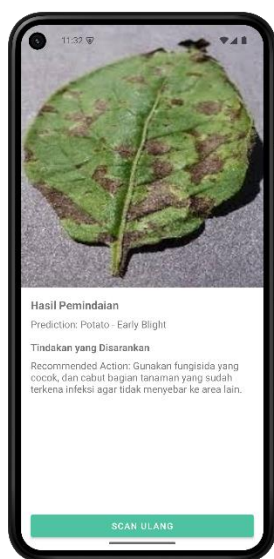 11:32
Hasil Pemindaian
Prediction: Potato - Early Blight
Tindakan yang Disarankan
Recommended Action: Gunakan fungisida yang
cocok, dan cabut bagian tanaman yang sudah
terkena infeksi agar tidak menyebar ke area lain.
SCAN ULANG